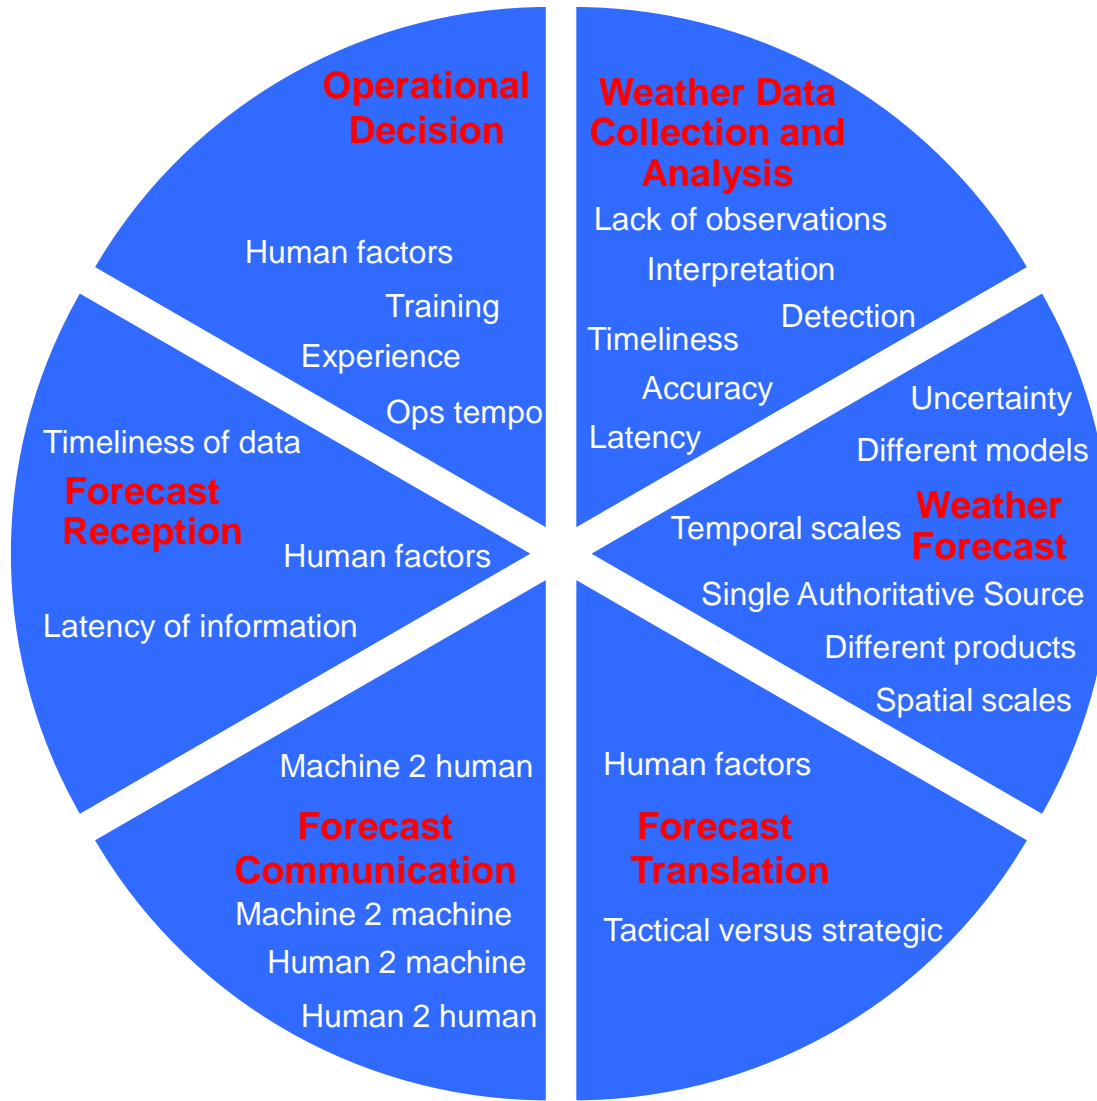 Operational
Decision
Human factors
Training
Experience
Ops tempo
Weather Data
Collection and
Analysis
Lack of observations
Interpretation
Detection
Timeliness
Accuracy
Latency
Uncertainty
Different models
Weather
Forecast
Temporal scales
Single Authoritative Source
Different products
Spatial scales
Human factors
Forecast
Translation
Tactical versus strategic
Machine 2 human
Forecast
Communication
Machine 2 machine
Human 2 machine
Human 2 human
Timeliness of data
Forecast
Reception
Human factors
Latency of information